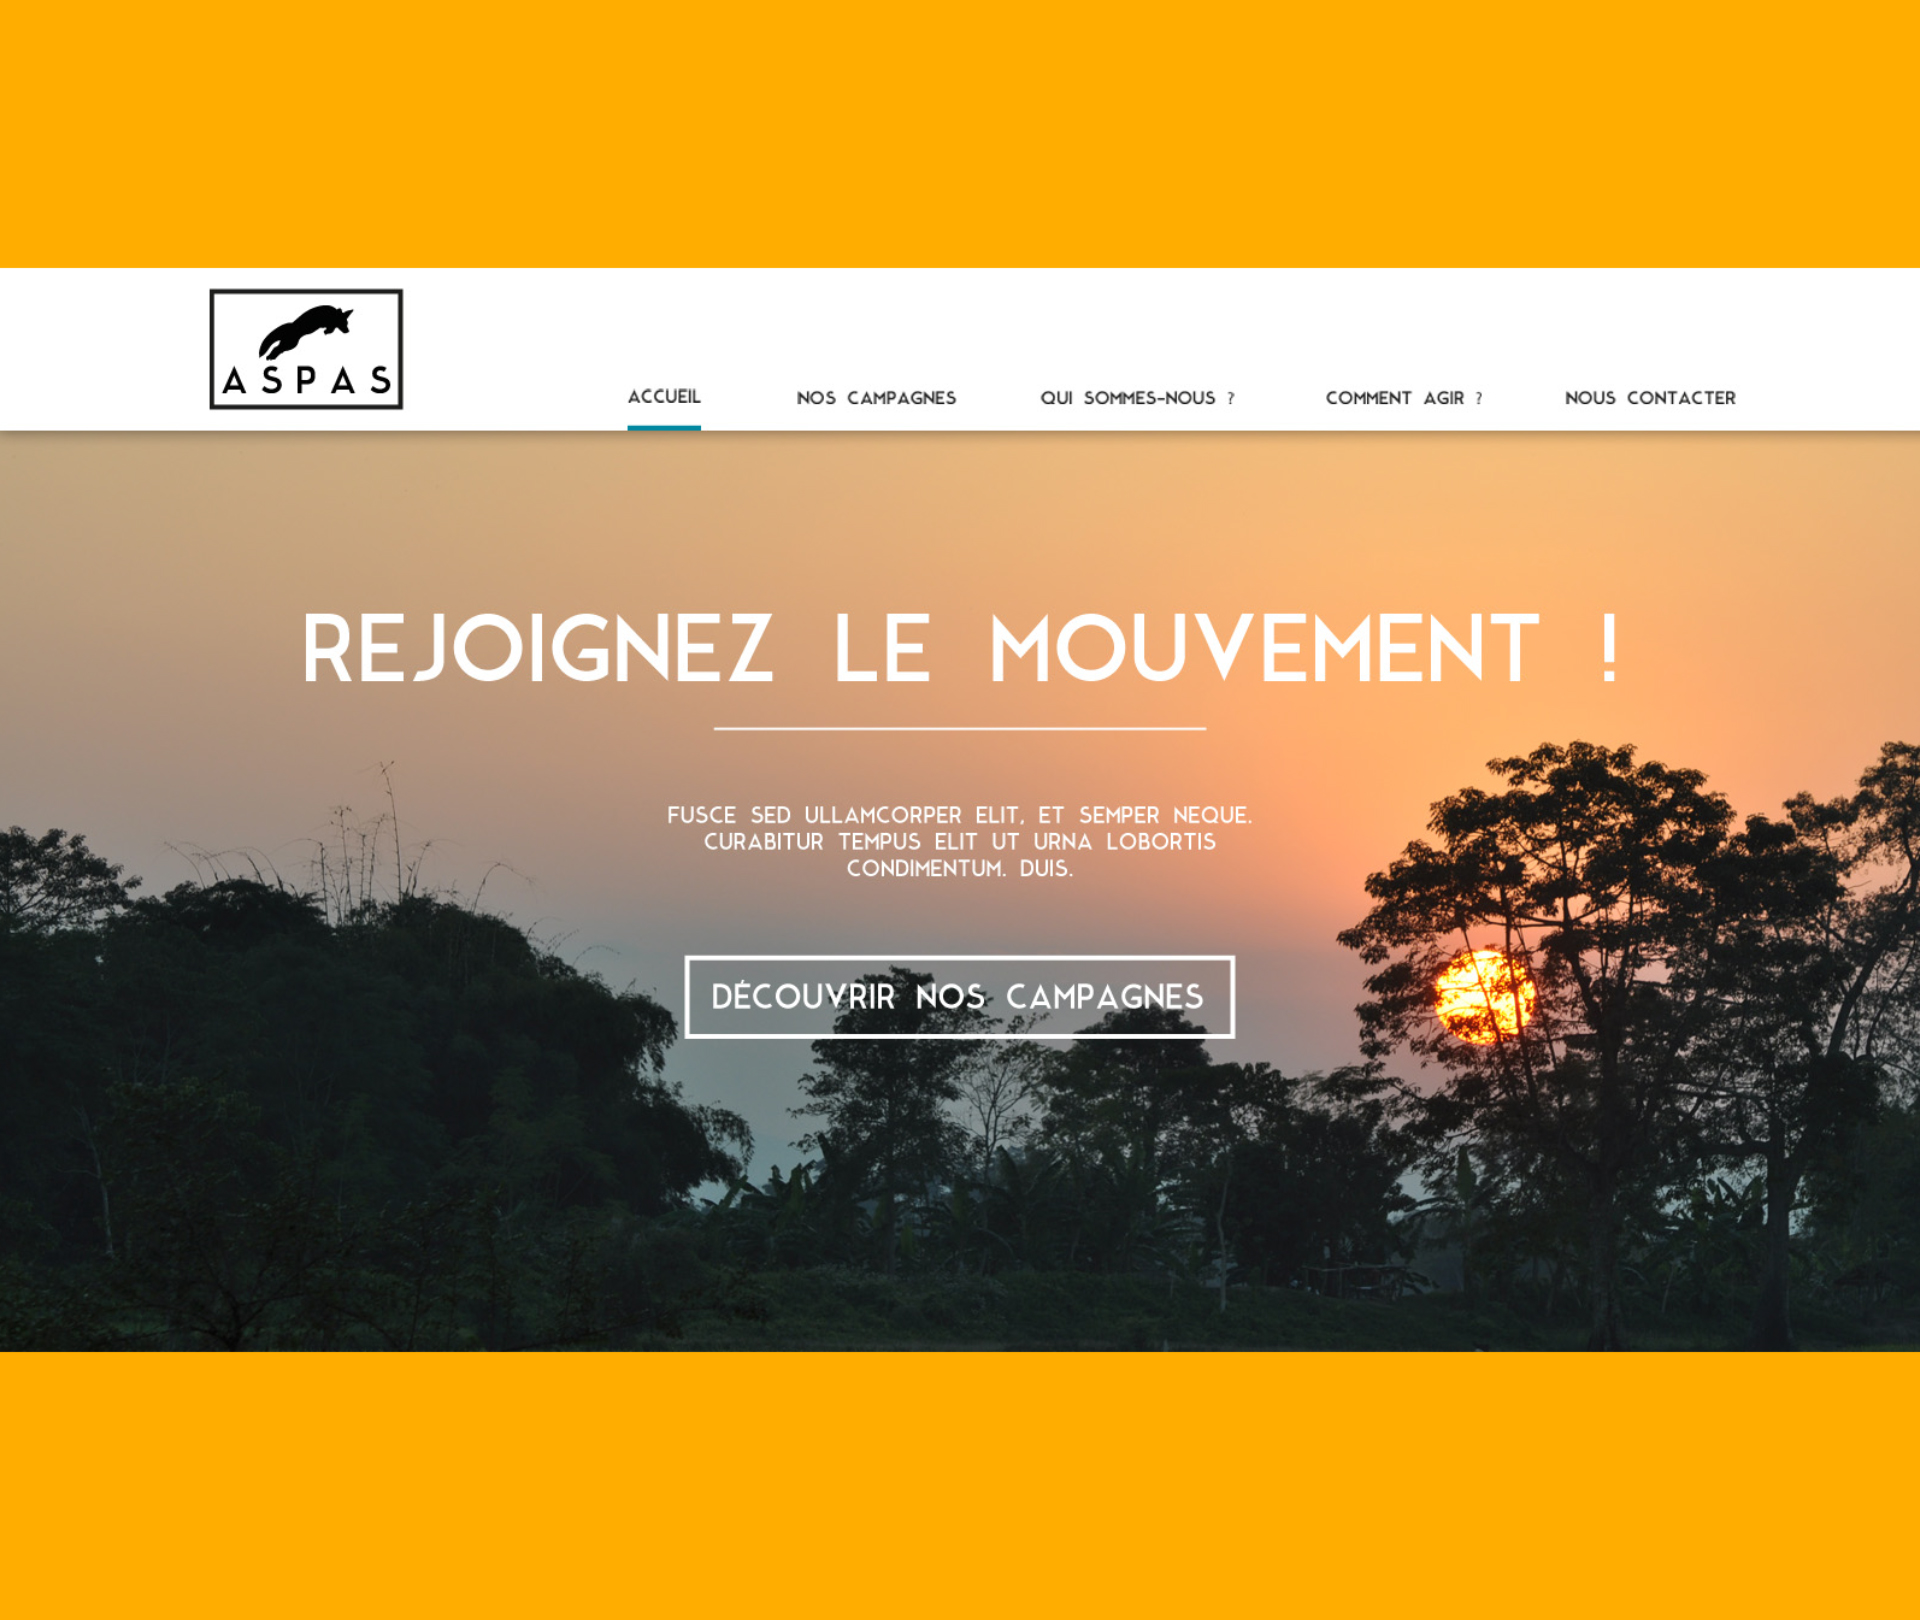 ASPAS
ACCUEIL
NOS CAMPAGNES
QUI SOMMES-NOUS ?
COMMENT AGIR ?
NOUS CONTACTER
REJOIGNEZ LE MOUVEMENT !
FUSCE SED ULLAMCORPER ELIT, ET SEMPER NEQUE.
CURABITUR TEMPUS ELIT UT URNA LOBORTIS
CONDIMENTUM. DUIS.
DÉCOUVRIR NOS CAMPAGNES